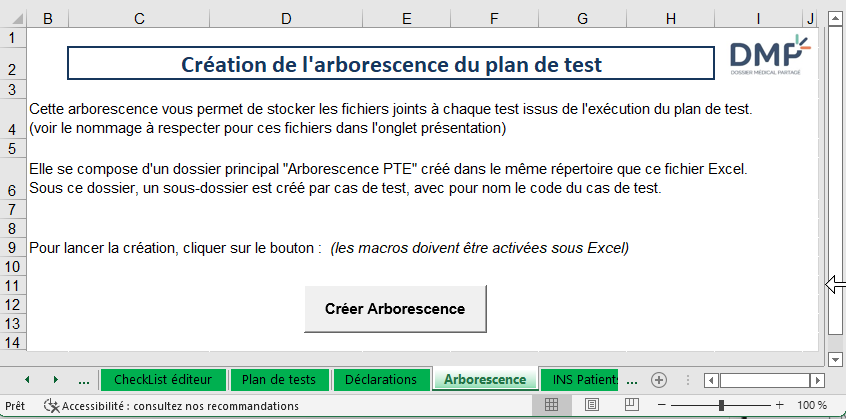 B C D E F G H I J
1
2 Création de l'arborescence du plan de test
DMP
DOSSIER MÉDICAL PARTAGÉ
3
Cette arborescence vous permet de stocker les fichiers joints à chaque test issus de l'exécution du plan de test.
4 (voir le nommage à respecter pour ces fichiers dans l'onglet présentation)
5
Elle se compose d'un dossier principal "Arborescence PTE" créé dans le même répertoire que ce fichier Excel.
6 Sous ce dossier, un sous-dossier est créé par cas de test, avec pour nom le code du cas de test.
7
8
9 Pour lancer la création, cliquer sur le bouton : (les macros doivent être activées sous Excel)
10
11
12 Créer Arborescence
13
14
... CheckList éditeur Plan de tests Déclarations Arborescence INS Patients ...
Prêt Accessibilité : consultez nos recommandations 100 %